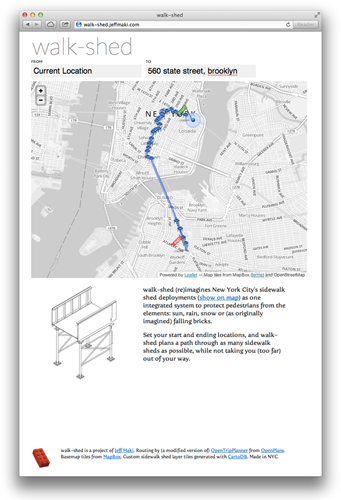 walk-shed
walk-shed.jeffmaki.com
Reader
walk-shed
FROM
TO
Current Location
560 state street, brooklyn
+
−
NEW YORK
Greenpoint
Williamsburg
Brooklyn Heights
Powered by Leaflet — Map tiles from MapBox and OpenStreetMap
walk-shed (re)imagines New York City's sidewalk
shed deployments (show on map) as one
integrated system to protect pedestrians from the
elements: sun, rain, snow or (as originally
imagined) falling bricks.
Set your start and ending locations, and walk-
shed plans a path through as many sidewalk
sheds as possible, while not taking you (too far)
out of your way.
walk-shed is a project of Jeff Maki. Routing by (a modified version of) OpenTripPlanner from OpenPlans.
Basemap tiles from MapBox. Custom sidewalk shed layer tiles generated with CartoDB. Made in NYC.